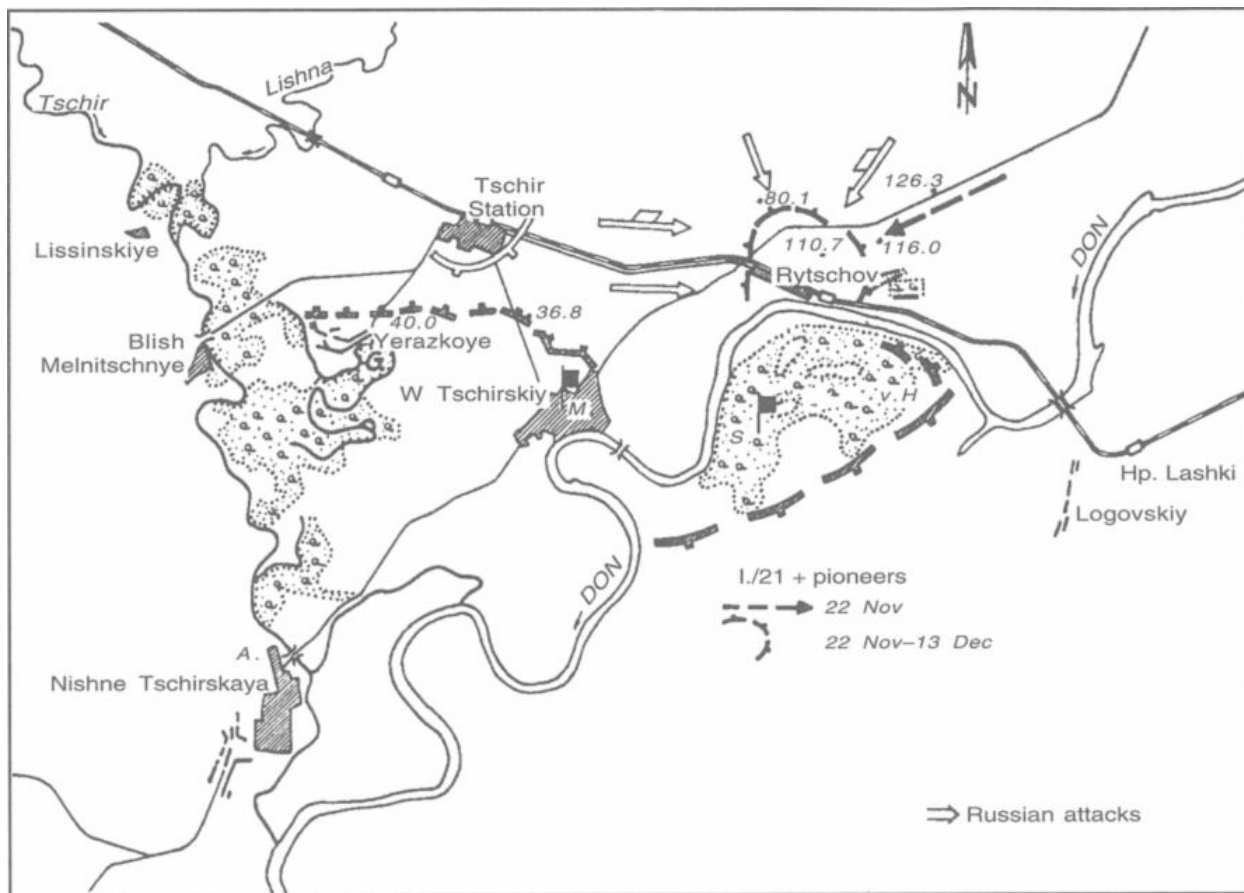 Lishna
Tschir
N
Tschir
Station
80.1
126.3
110.7
116.0
Lissinskiye
Rytschov
DON
40.0
36.8
Blish
Melnitschnye
Yerazkoye
G
W Tschirskiy
M
v.H
S
Hp. Lashki
Logovskiy
DON
I./21 + pioneers
22 Nov
22 Nov–13 Dec
A.
Nishne Tschirskaya
Russian attacks